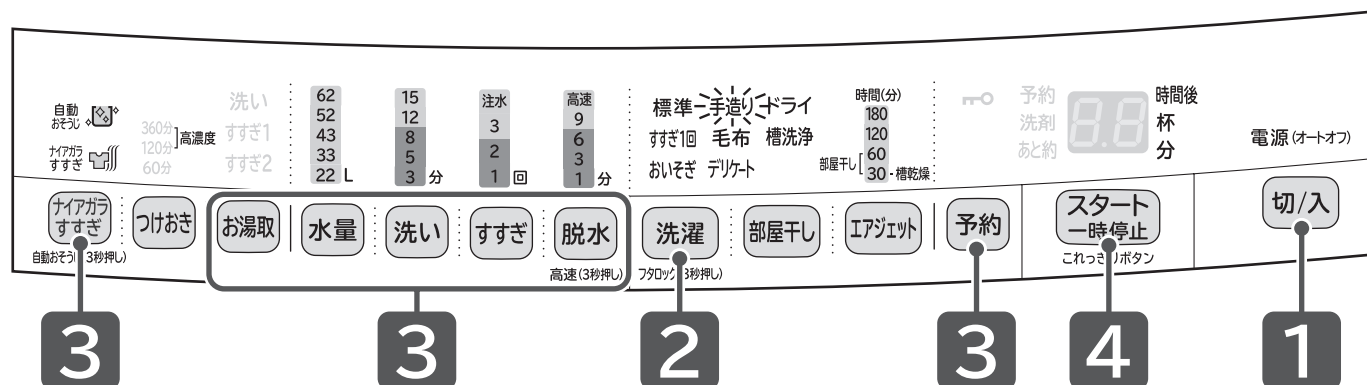 自動
おそうじ
ナイアガラ
すすぎ
360分
120分
60分
高濃度
洗い
すすぎ1
すすぎ2
62
52
43
33
22 L
15
12
8
5
3 分
注水
3
2
1 回
高速
9
6
3
1 分
標準 手造り ドライ
すすぎ1回 毛布 槽洗浄
おいそぎ デリケート
時間(分)
180
120
部屋干し 60
30 - 槽乾燥
予約
洗剤
あと約
8.8
時間後
杯
分
電源(オートオフ)
ナイアガラ
すすぎ
自動おそうじ(3秒押し)
つけおき
お湯取
水量
洗い
すすぎ
脱水
高速(3秒押し)
洗濯
フタロック(3秒押し)
部屋干し
エアジェット
予約
スタート
一時停止
これっきりボタン
切/入
3
3
2
3
4
1